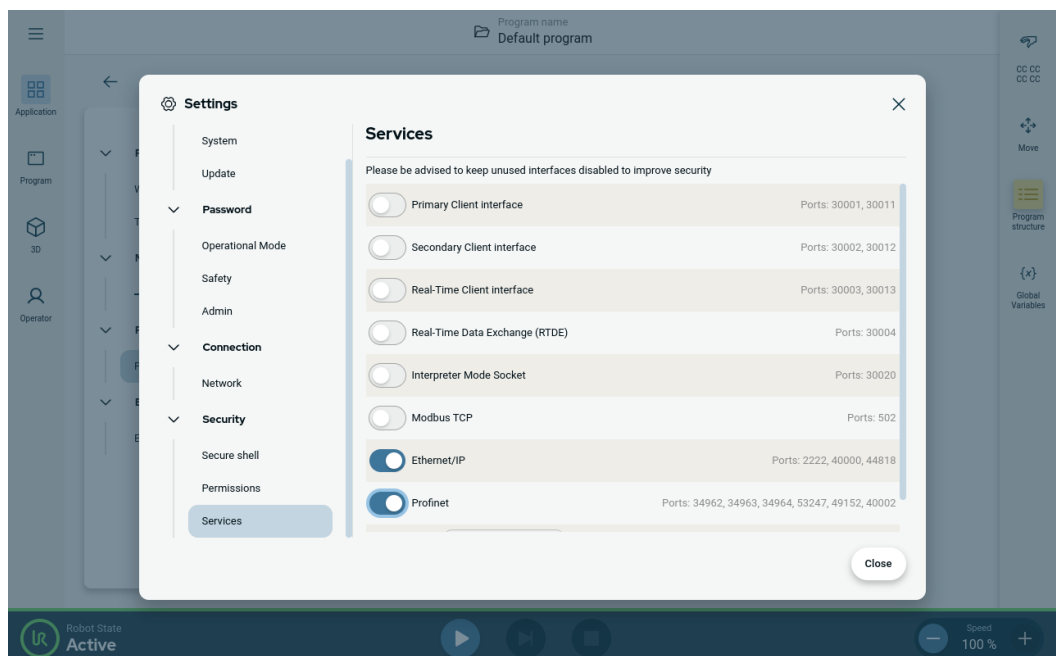 Program name
Default program
Application
Program
3D
Operator
Settings
System
Update
Password
Operational Mode
Safety
Admin
Connection
Network
Security
Secure shell
Permissions
Services
Services
Please be advised to keep unused interfaces disabled to improve security
Primary Client interface Ports: 30001, 30011
Secondary Client interface Ports: 30002, 30012
Real-Time Client interface Ports: 30003, 30013
Real-Time Data Exchange (RTDE) Ports: 30004
Interpreter Mode Socket Ports: 30020
Modbus TCP Ports: 502
Ethernet/IP Ports: 2222, 40000, 44818
Profinet Ports: 34962, 34963, 34964, 53247, 49152, 40002
Close
CC CC
CC CC
Move
Program
structure
{x}
Global
Variables
UR
Robot State
Active
Speed
100 %